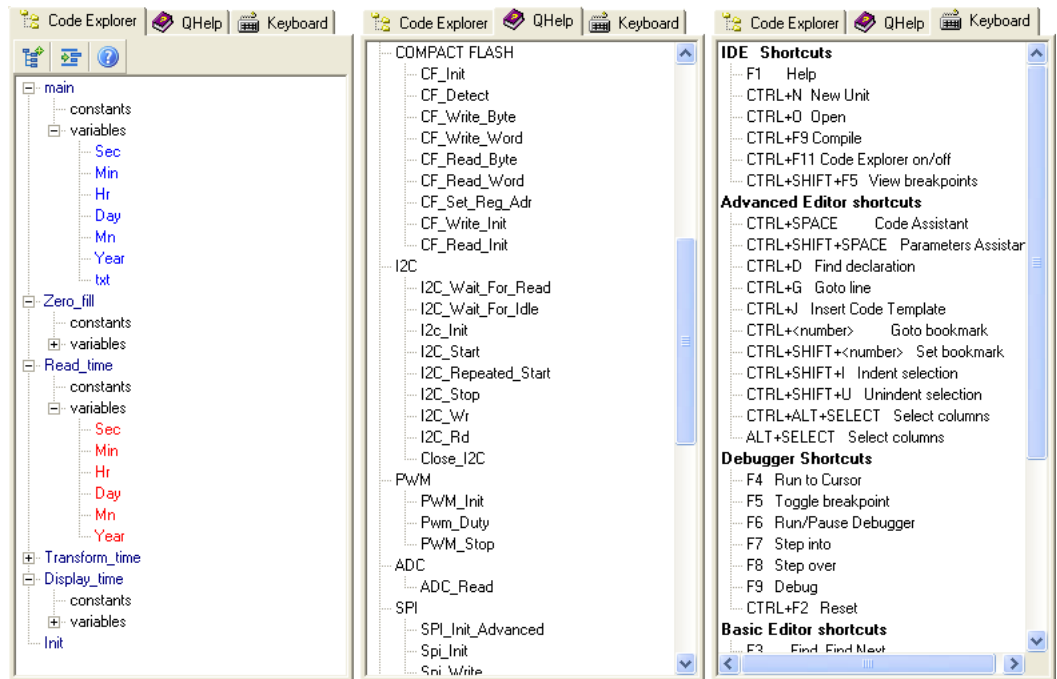 Code Explorer QHelp Keyboard
main
constants
variables
Sec
Min
Hr
Day
Mn
Year
txt
Zero_fill
constants
variables
Read_time
constants
variables
Sec
Min
Hr
Day
Mn
Year
Transform_time
Display_time
constants
variables
Init
Code Explorer QHelp Keyboard
COMPACT FLASH
CF_Init
CF_Detect
CF_Write_Byte
CF_Write_Word
CF_Read_Byte
CF_Read_Word
CF_Set_Reg_Adr
CF_Write_Init
CF_Read_Init
I2C
I2C_Wait_For_Read
I2C_Wait_For_Idle
I2c_Init
I2C_Start
I2C_Repeated_Start
I2C_Stop
I2C_Wr
I2C_Rd
Close_I2C
PWM
PWM_Init
Pwm_Duty
PWM_Stop
ADC
ADC_Read
SPI
SPI_Init_Advanced
Spi_Init
Spi_Write
Code Explorer QHelp Keyboard
IDE Shortcuts
F1 Help
CTRL+N New Unit
CTRL+O Open
CTRL+F9 Compile
CTRL+F11 Code Explorer on/off
CTRL+SHIFT+F5 View breakpoints
Advanced Editor shortcuts
CTRL+SPACE Code Assistant
CTRL+SHIFT+SPACE Parameters Assistar
CTRL+D Find declaration
CTRL+G Goto line
CTRL+J Insert Code Template
CTRL+<number> Goto bookmark
CTRL+SHIFT+<number> Set bookmark
CTRL+SHIFT+I Indent selection
CTRL+SHIFT+U Unindent selection
CTRL+ALT+SELECT Select columns
ALT+SELECT Select columns
Debugger Shortcuts
F4 Run to Cursor
F5 Toggle breakpoint
F6 Run/Pause Debugger
F7 Step into
F8 Step over
F9 Debug
CTRL+F2 Reset
Basic Editor shortcuts
F3 Find, Find Next